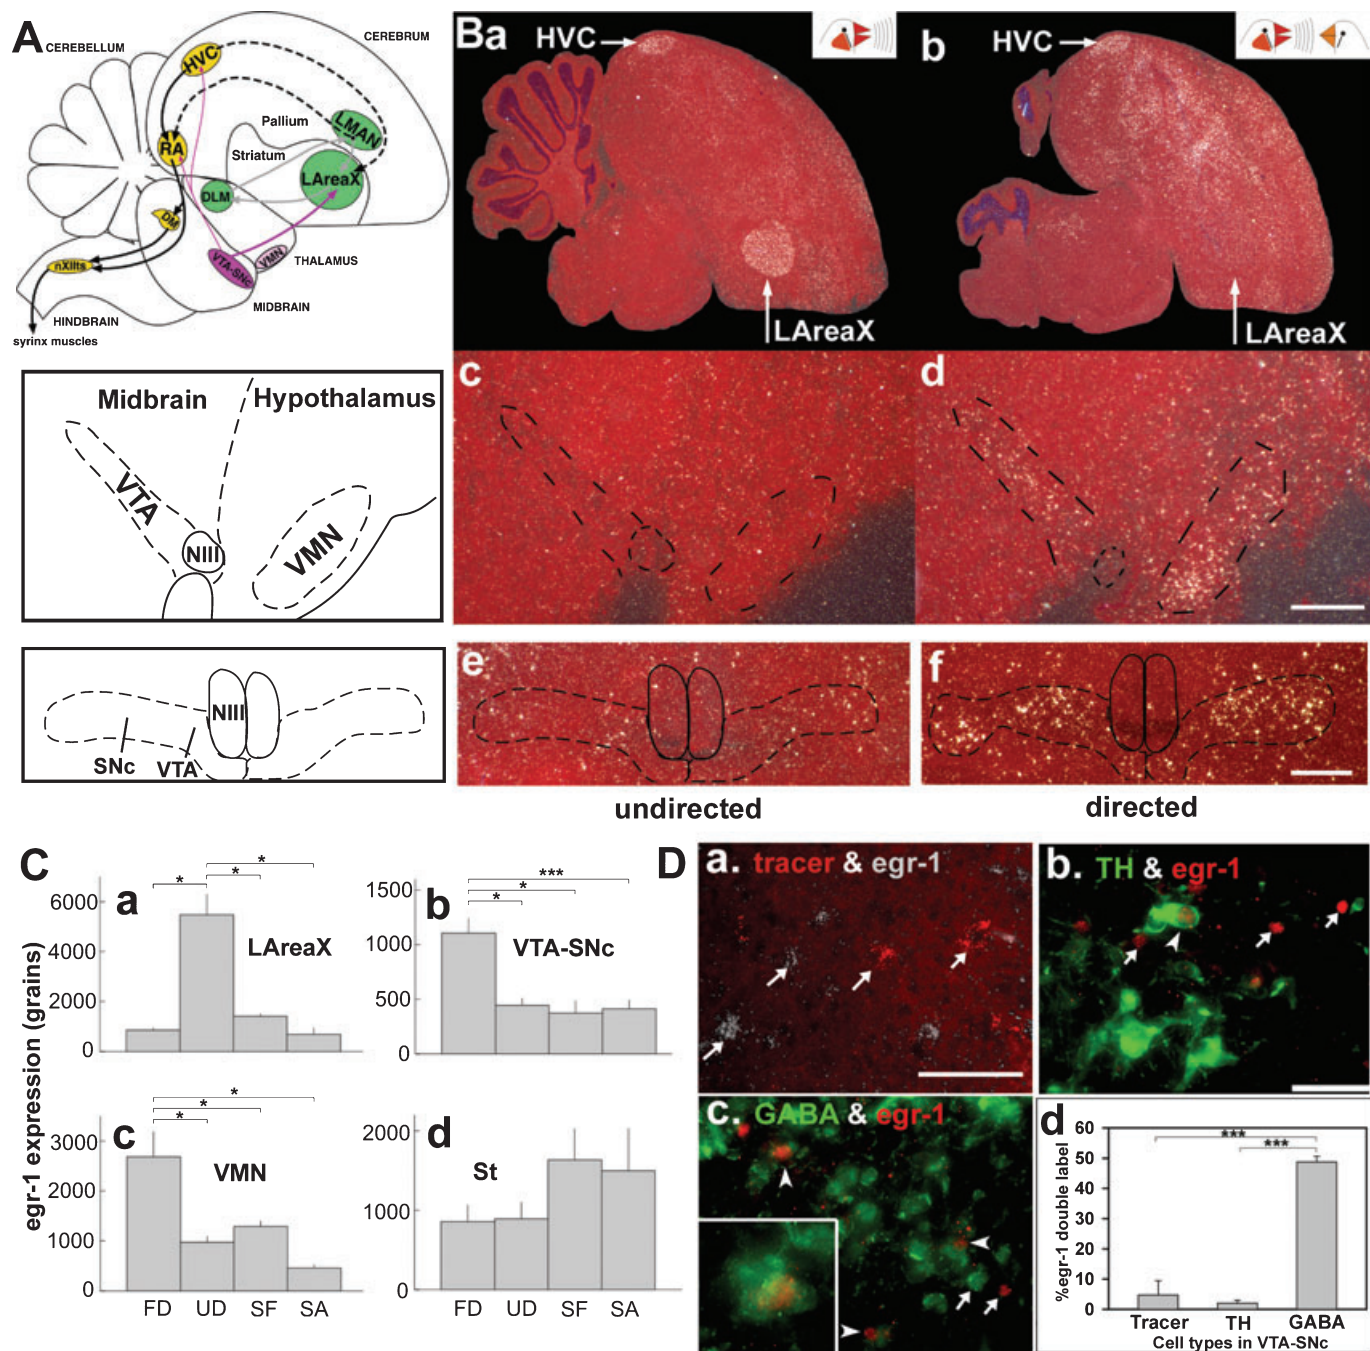 A
CEREBELLUM
CEREBRUM
HVC
LMAN
Pallium
RA
Striatum
LAreaX
DLM
DM
VTA-SNc
VMN
THALAMUS
nXIIts
MIDBRAIN
HINDBRAIN
syrinx muscles
Ba
HVC
LAreaX
b
HVC
LAreaX
Midbrain
Hypothalamus
VTA
NIII
VMN
c
d
NIII
SNc
VTA
e
f
undirected
directed
C
egr-1 expression (grains)
a
LAreaX
*
*
*
6000
4000
2000
0
b
VTA-SNc
***
*
*
1500
1000
500
0
c
VMN
*
*
*
3000
2000
1000
0
FD UD SF SA
d
St
2000
1000
0
FD UD SF SA
D
a. tracer & egr-1
b. TH & egr-1
c. GABA & egr-1
d
***
***
%egr-1 double label
60
50
40
30
20
10
0
Tracer TH GABA
Cell types in VTA-SNc